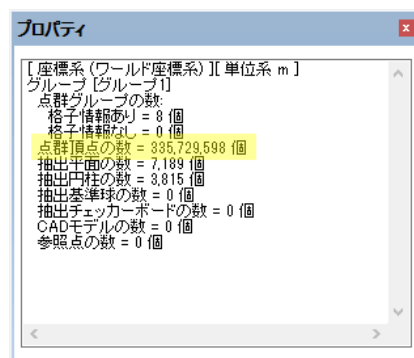 プロパティ
[ 座標系 (ワールド座標系) ][ 単位系 m ]
グループ [グループ1]
点群グループの数:
格子情報あり = 8 個
格子情報なし = 0 個
点群頂点の数 = 335,729,598 個
抽出平面の数 = 7,189 個
抽出円柱の数 = 3,815 個
抽出基準球の数 = 0 個
抽出チェッカーボードの数 = 0 個
CADモデルの数 = 0 個
参照点の数 = 0 個